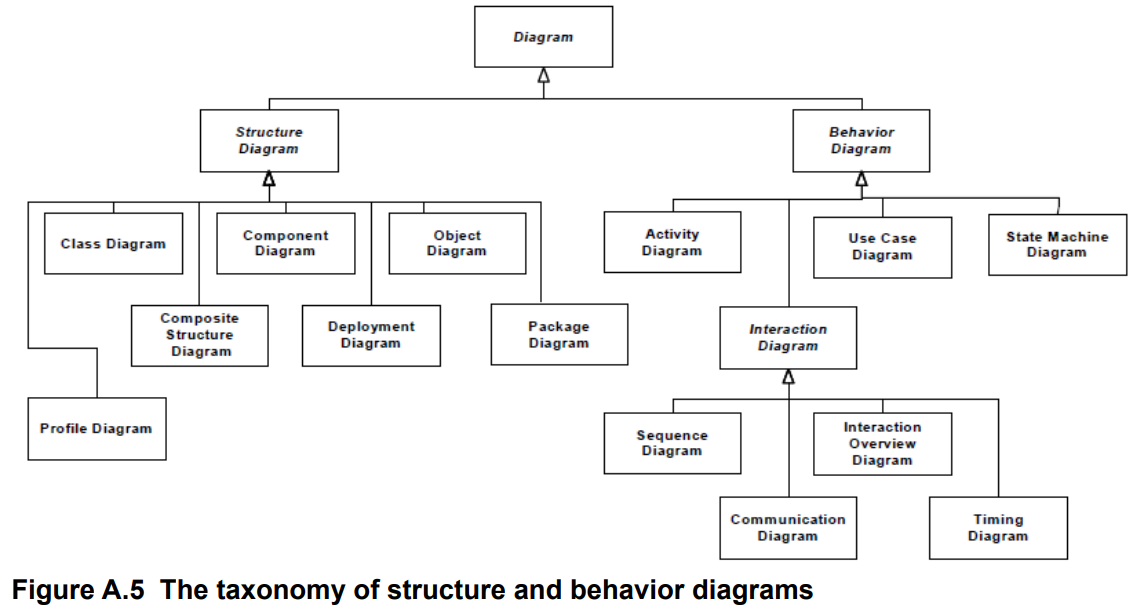 Diagram
Structure
Diagram
Behavior
Diagram
Class Diagram
Component
Diagram
Object
Diagram
Activity
Diagram
Use Case
Diagram
State Machine
Diagram
Composite
Structure
Diagram
Deployment
Diagram
Package
Diagram
Interaction
Diagram
Profile Diagram
Sequence
Diagram
Interaction
Overview
Diagram
Communication
Diagram
Timing
Diagram
Figure A.5 The taxonomy of structure and behavior diagrams